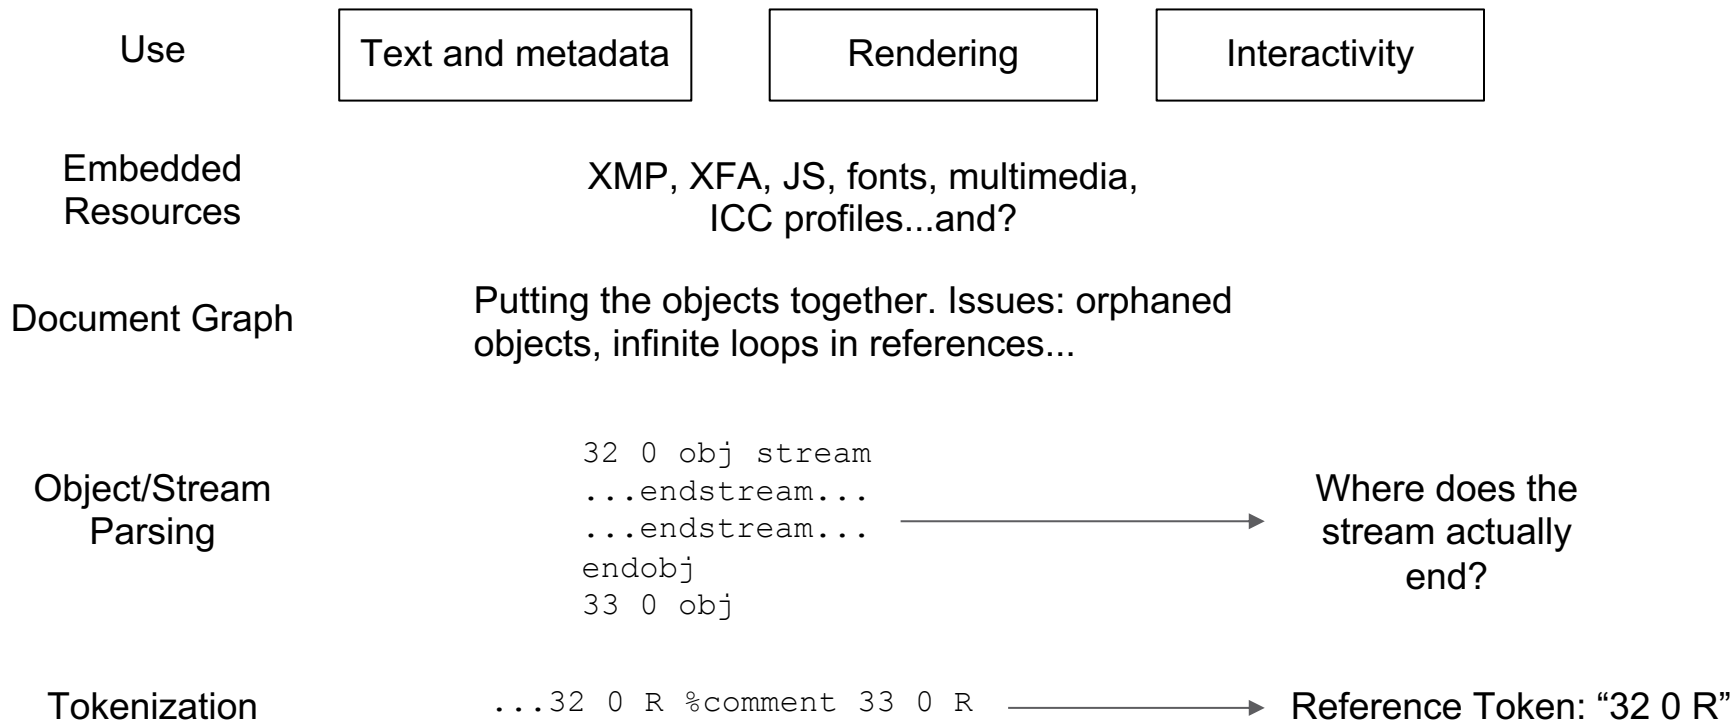 Use
Text and metadata
Rendering
Interactivity
Embedded
Resources
XMP, XFA, JS, fonts, multimedia,
ICC profiles...and?
Document Graph
Putting the objects together. Issues: orphaned
objects, infinite loops in references...
Object/Stream
Parsing
32 0 obj stream
...endstream...
...endstream...
endobj
33 0 obj
Where does the
stream actually
end?
Tokenization
...32 0 R %comment 33 0 R
Reference Token: “32 0 R”